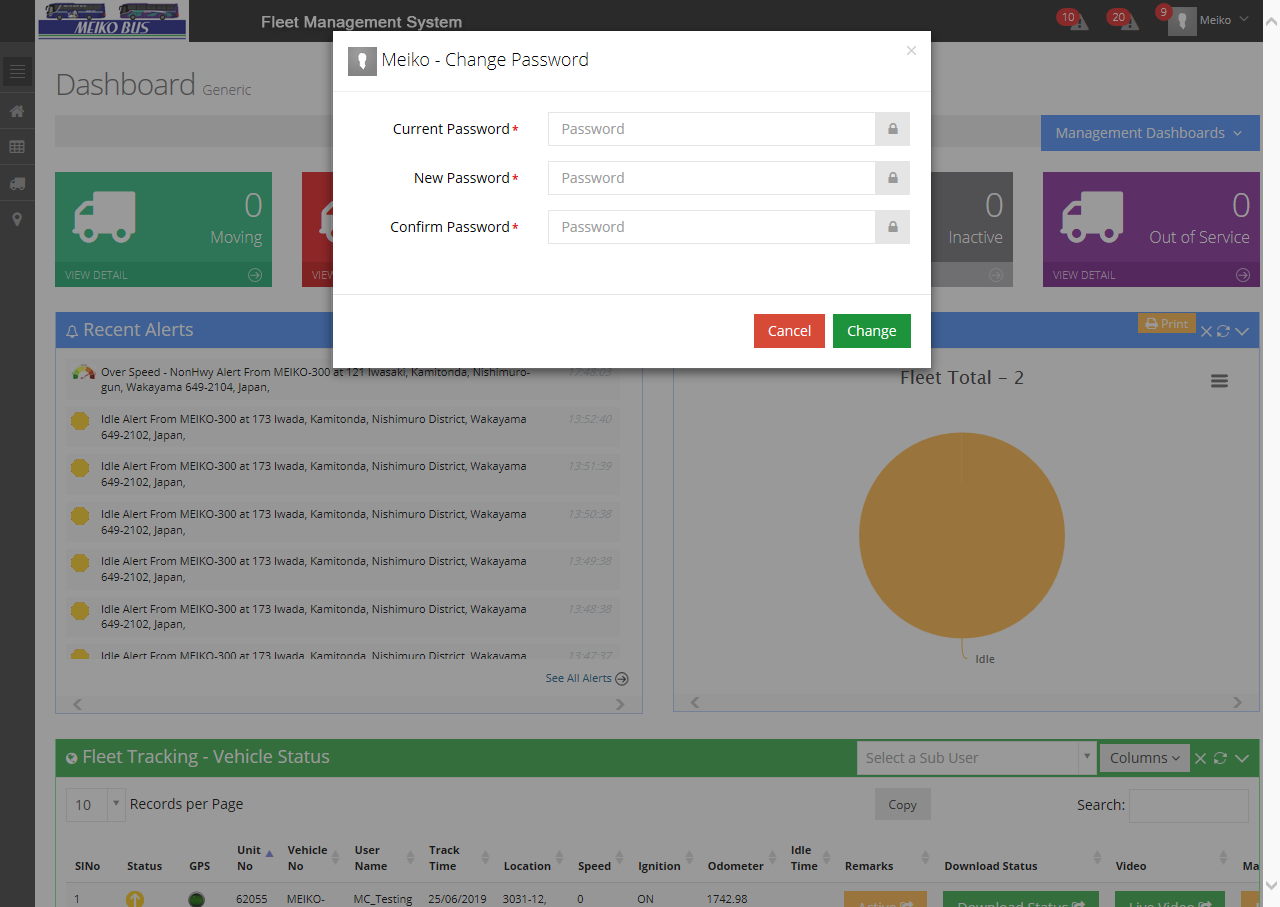 MEIKO BUS
Fleet Management System
10
20
9
Meiko
Meiko - Change Password
×
Dashboard Generic
Current Password*
Password
New Password*
Password
Confirm Password*
Password
Cancel
Change
Management Dashboards
0
Moving
VIEW DETAIL
0
Inactive
0
Out of Service
VIEW DETAIL
Recent Alerts
Over Speed - NonHwy Alert From MEIKO-300 at 121 Iwasaki, Kamitonda, Nishimuro-
gun, Wakayama 649-2104, Japan,
17:48:03
Idle Alert From MEIKO-300 at 173 Iwada, Kamitonda, Nishimuro District, Wakayama
649-2102, Japan,
13:52:40
Idle Alert From MEIKO-300 at 173 Iwada, Kamitonda, Nishimuro District, Wakayama
649-2102, Japan,
13:51:39
Idle Alert From MEIKO-300 at 173 Iwada, Kamitonda, Nishimuro District, Wakayama
649-2102, Japan,
13:50:38
Idle Alert From MEIKO-300 at 173 Iwada, Kamitonda, Nishimuro District, Wakayama
649-2102, Japan,
13:49:38
Idle Alert From MEIKO-300 at 173 Iwada, Kamitonda, Nishimuro District, Wakayama
649-2102, Japan,
13:48:38
Idle Alert From MEIKO-300 at 173 Iwada, Kamitonda, Nishimuro District, Wakayama
13:47:37
See All Alerts
Print
Fleet Total - 2
Idle
Fleet Tracking - Vehicle Status
Select a Sub User
Columns
10 Records per Page
Copy
Search:
SlNo
Status
GPS
Unit
No
Vehicle
No
User
Name
Track
Time
Location
Speed
Ignition
Odometer
Idle
Time
Remarks
Download Status
Video
Ma
1
62055
MEIKO-
MC_Testing
25/06/2019
3031-12,
0
ON
1742.98
Active
Download Status
Live Video